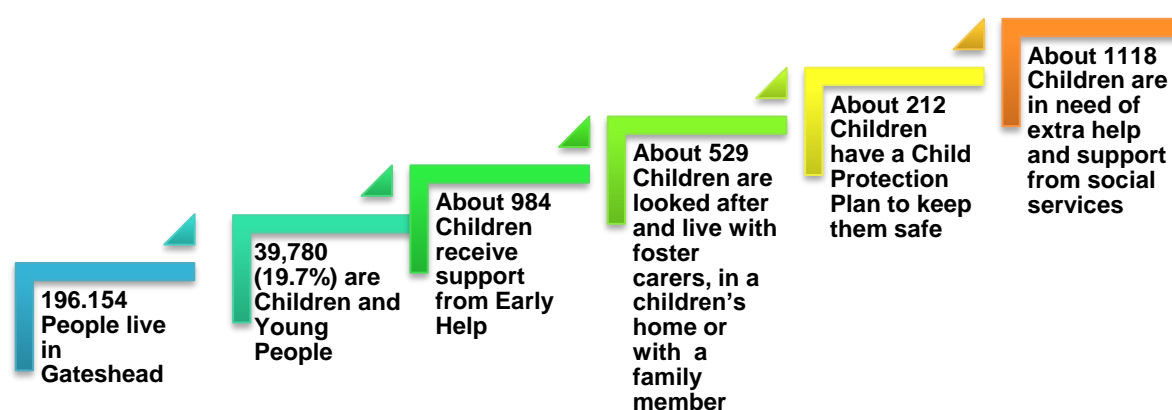 196.154
People live
in
Gateshead
39,780
(19.7%) are
Children and
Young
People
About 984
Children
receive
support
from Early
Help
About 529
Children are
looked after
and live with
foster
carers, in a
children's
home or
with a
family
member
About 212
Children
have a Child
Protection
Plan to keep
them safe
About 1118
Children are
in need of
extra help
and support
from social
services